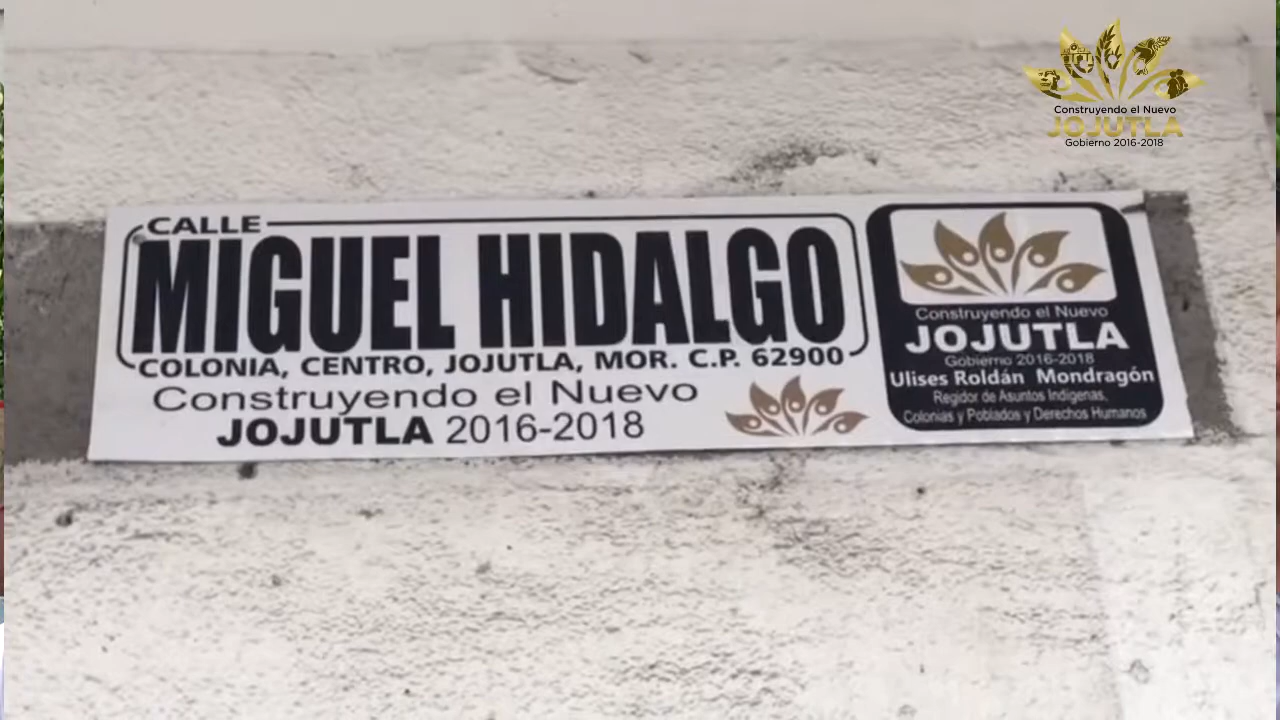 Construyendo el Nuevo
JOJUTLA
Gobierno 2016-2018
CALLE
MIGUEL HIDALGO
COLONIA, CENTRO, JOJUTLA, MOR. C.P. 62900
Construyendo el Nuevo
JOJUTLA 2016-2018
Construyendo el Nuevo
JOJUTLA
Gobierno 2016-2018
Ulises Roldán Mondragón
Regidor de Asuntos Indigenas,
Colonias y Poblados y Derechos Humanos